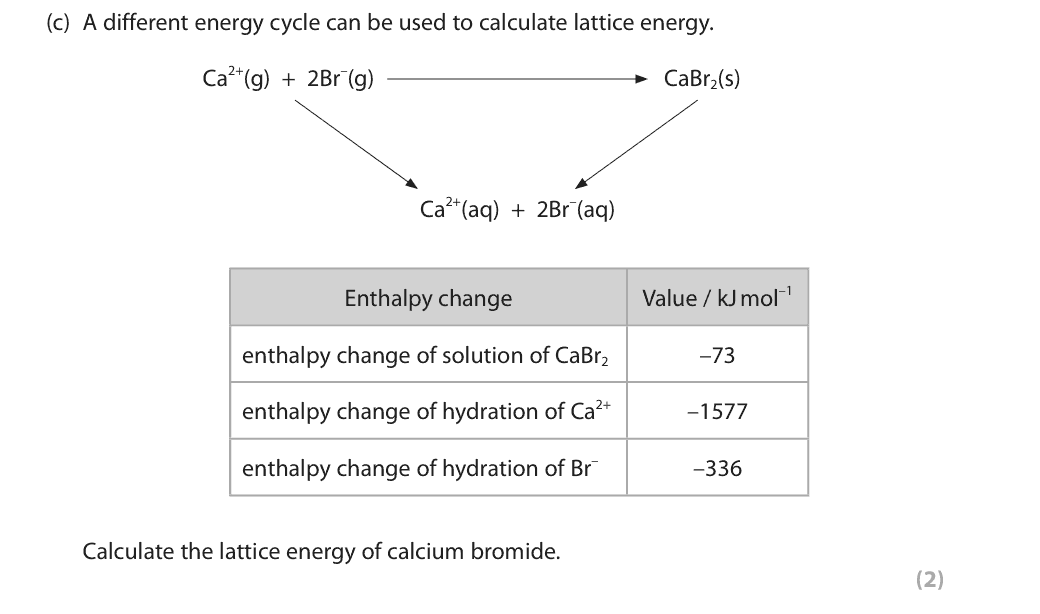 (c) A different energy cycle can be used to calculate lattice energy.
Ca²⁺(g) + 2Br⁻(g) CaBr₂(s)
Ca²⁺(aq) + 2Br⁻(aq)
Enthalpy change Value / kJ mol⁻¹
enthalpy change of solution of CaBr₂ –73
enthalpy change of hydration of Ca²⁺ –1577
enthalpy change of hydration of Br⁻ –336
Calculate the lattice energy of calcium bromide.
(2)